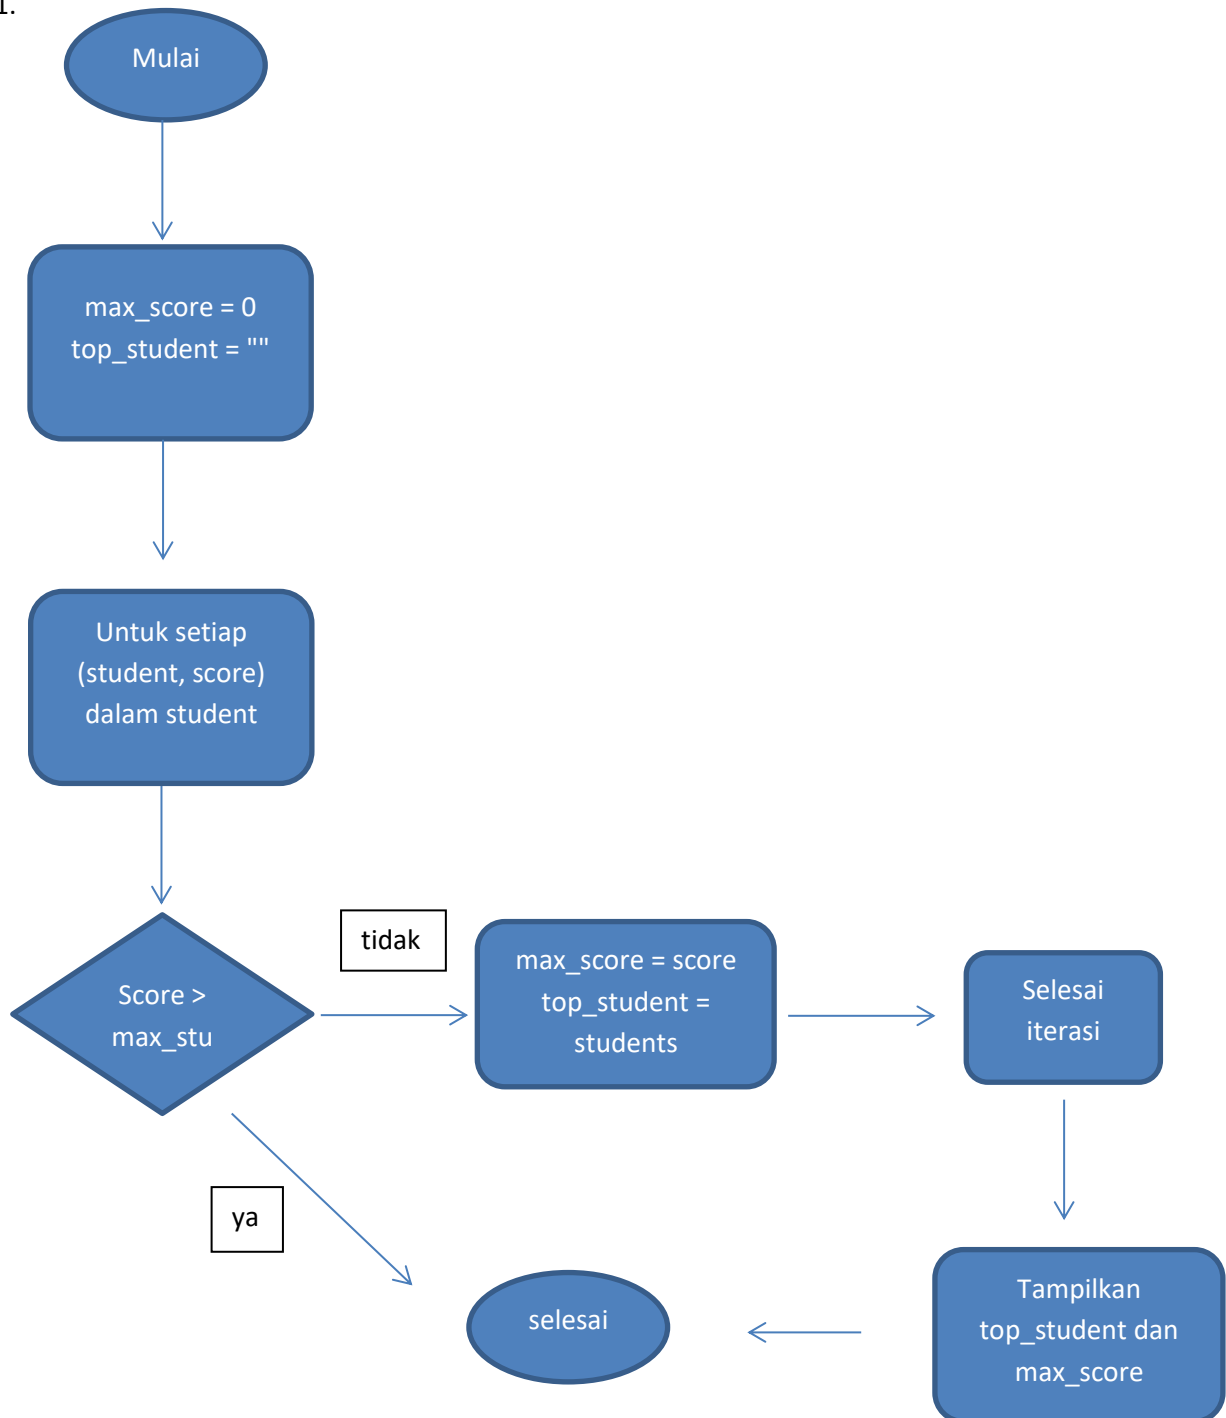 1.
Mulai
max_score = 0
top_student = ""
Untuk setiap
(student, score)
dalam student
Score >
max_stu
tidak
max_score = score
top_student =
students
Selesai
iterasi
ya
selesai
Tampilkan
top_student dan
max_score